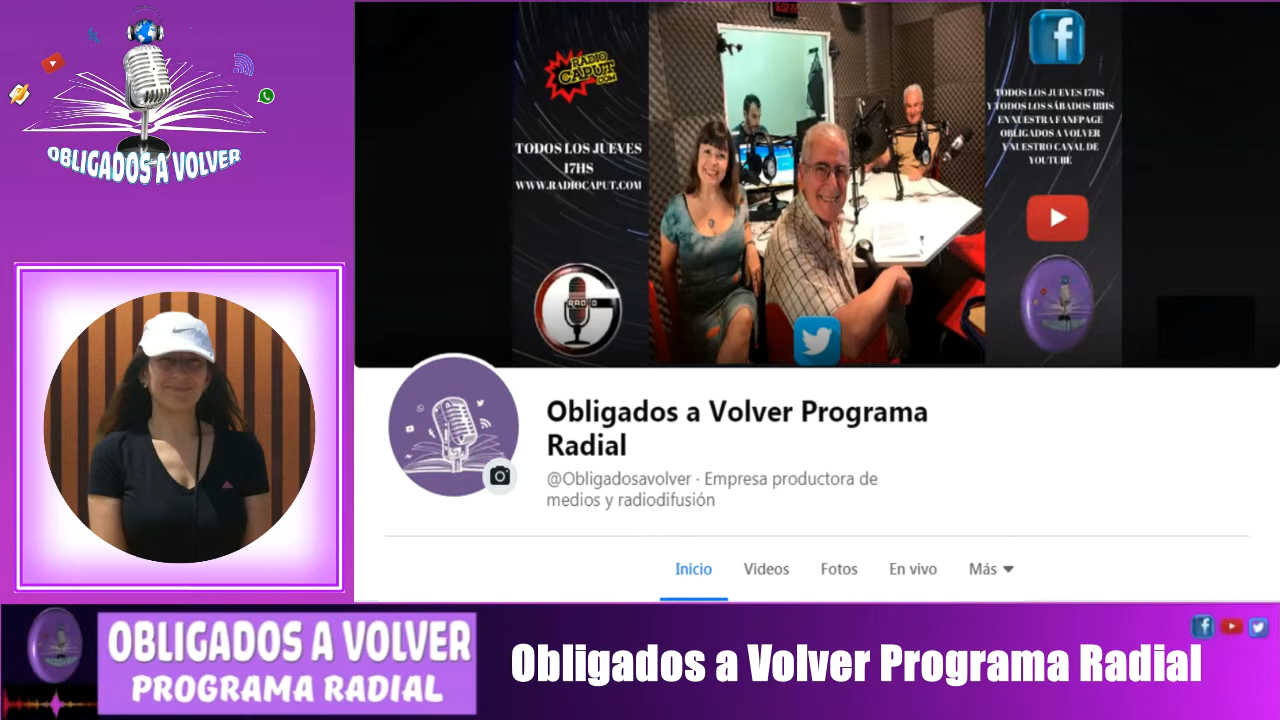 OBLIGADOS A VOLVER
RADIO
CAPUT
.COM
TODOS LOS JUEVES
17HS
WWW.RADIOCAPUT.COM
RADIO
TODOS LOS JUEVES 17HS
Y TODOS LOS SÁBADOS 18HS
EN NUESTRA FANFPAGE
OBLIGADOS A VOLVER
Y NUESTRO CANAL DE
YOUTUBE
Obligados a Volver Programa
Radial
@Obligadosavolver · Empresa productora de
medios y radiodifusión
Inicio Videos Fotos En vivo Más
OBLIGADOS A VOLVER
PROGRAMA RADIAL
Obligados a Volver Programa Radial